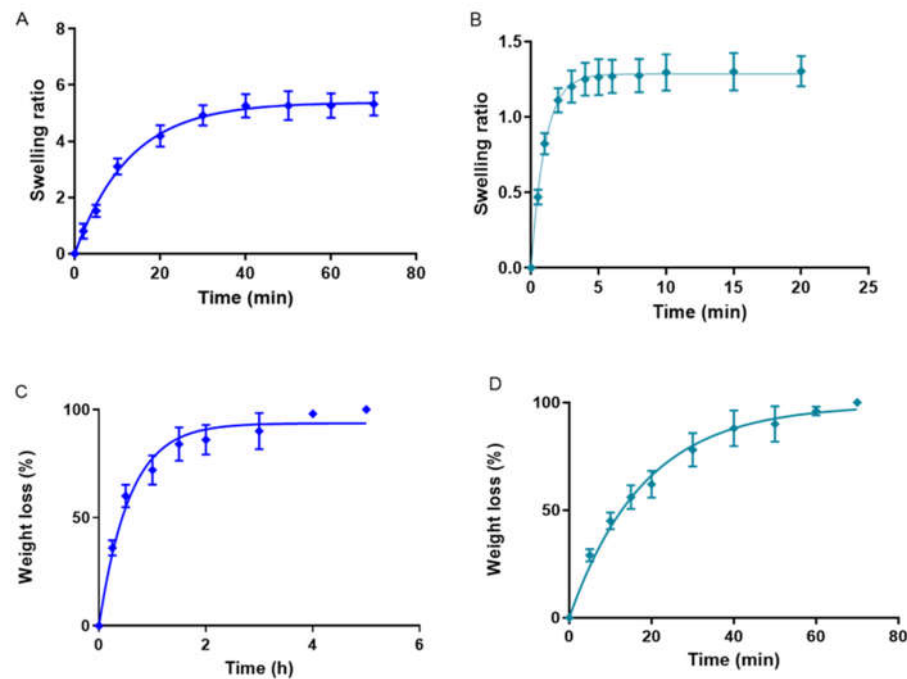 A
Swelling ratio
8
6
4
2
0
0 20 40 60 80
Time (min)
B
Swelling ratio
1.5
1.0
0.5
0.0
0 5 10 15 20 25
Time (min)
C
Weight loss (%)
100
50
0
0 2 4 6
Time (h)
D
Weight loss (%)
100
50
0
0 20 40 60 80
Time (min)